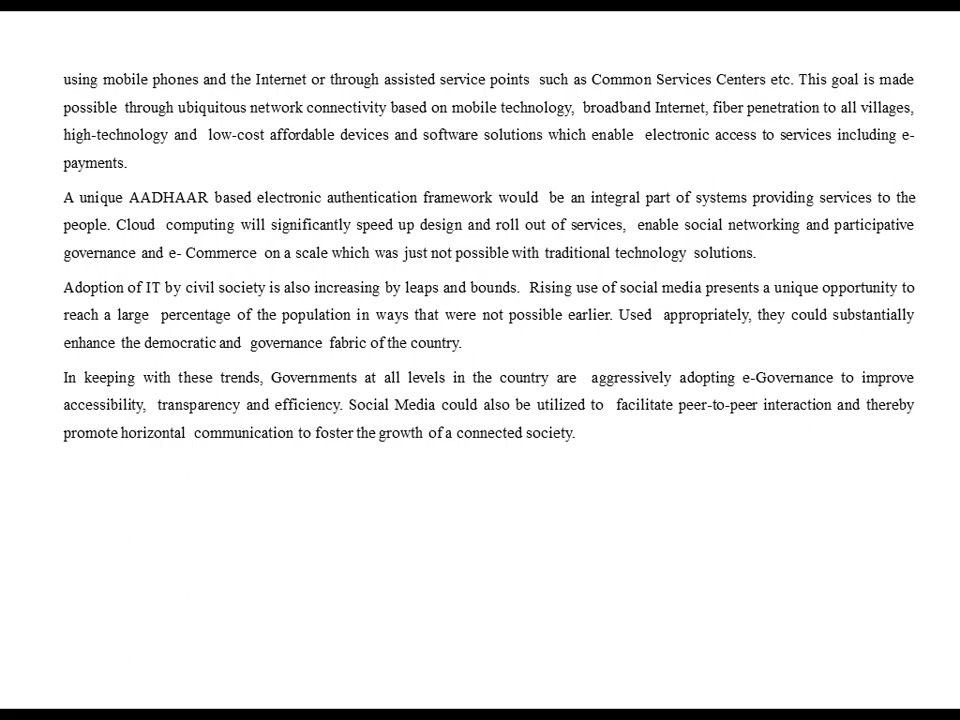 using mobile phones and the Internet or through assisted service points such as Common Services Centers etc. This goal is made
possible through ubiquitous network connectivity based on mobile technology, broadband Internet, fiber penetration to all villages,
high-technology and low-cost affordable devices and software solutions which enable electronic access to services including e-
payments.
A unique AADHAAR based electronic authentication framework would be an integral part of systems providing services to the
people. Cloud computing will significantly speed up design and roll out of services, enable social networking and participative
governance and e- Commerce on a scale which was just not possible with traditional technology solutions.
Adoption of IT by civil society is also increasing by leaps and bounds. Rising use of social media presents a unique opportunity to
reach a large percentage of the population in ways that were not possible earlier. Used appropriately, they could substantially
enhance the democratic and governance fabric of the country.
In keeping with these trends, Governments at all levels in the country are aggressively adopting e-Governance to improve
accessibility, transparency and efficiency. Social Media could also be utilized to facilitate peer-to-peer interaction and thereby
promote horizontal communication to foster the growth of a connected society.